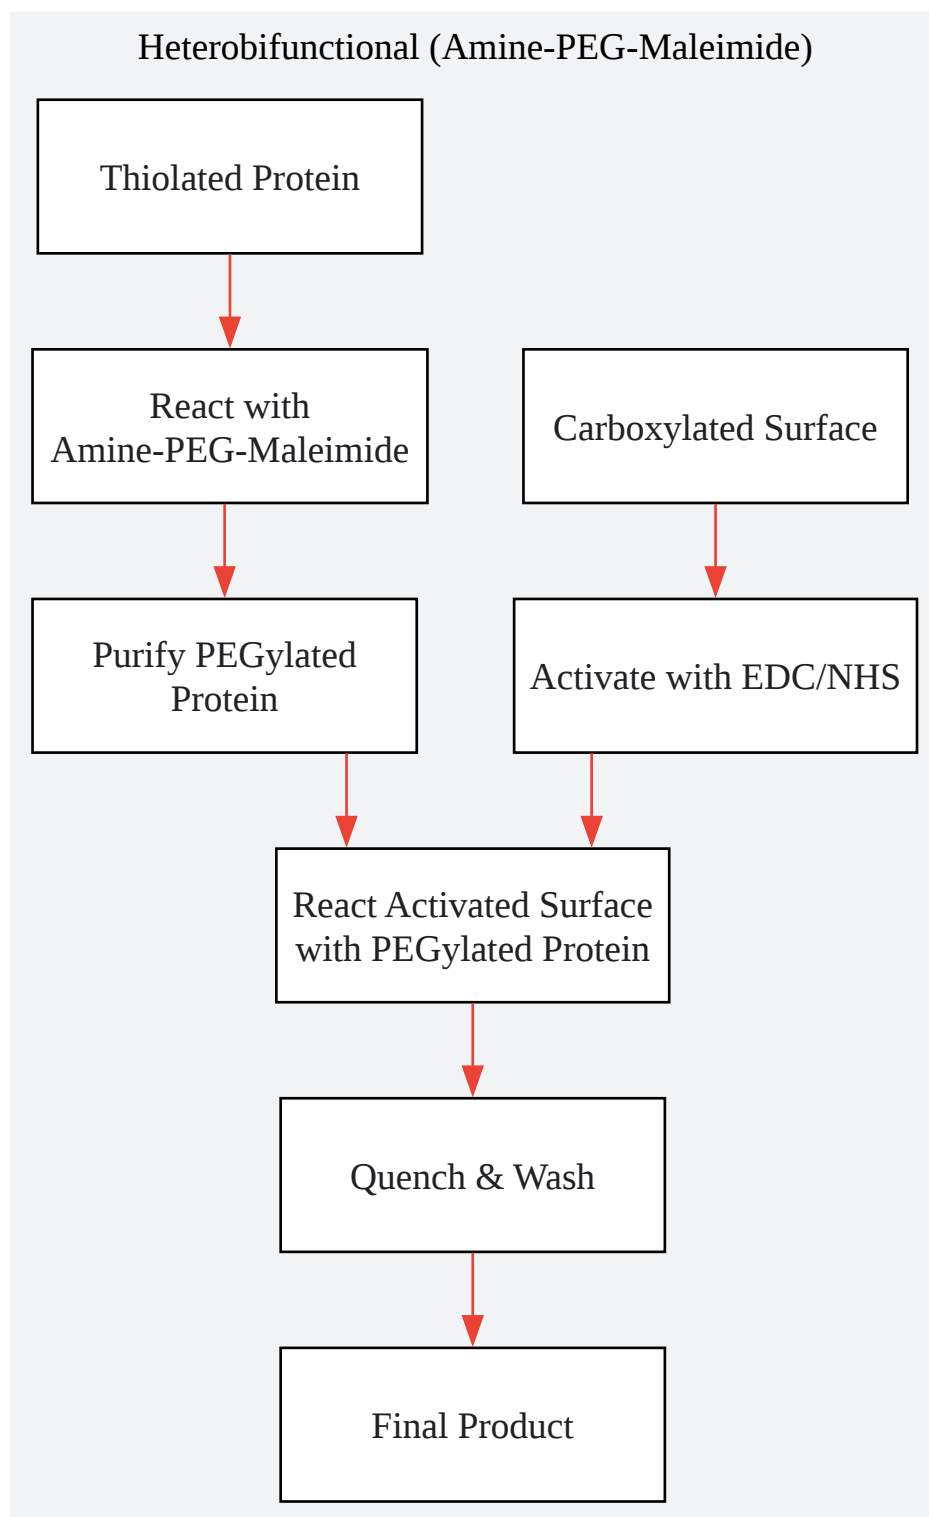 Heterobifunctional (Amine-PEG-Maleimide)
Thiolated Protein
React with
Amine-PEG-Maleimide
Carboxylated Surface
Purify PEGylated
Protein
Activate with EDC/NHS
React Activated Surface
with PEGylated Protein
Quench & Wash
Final Product